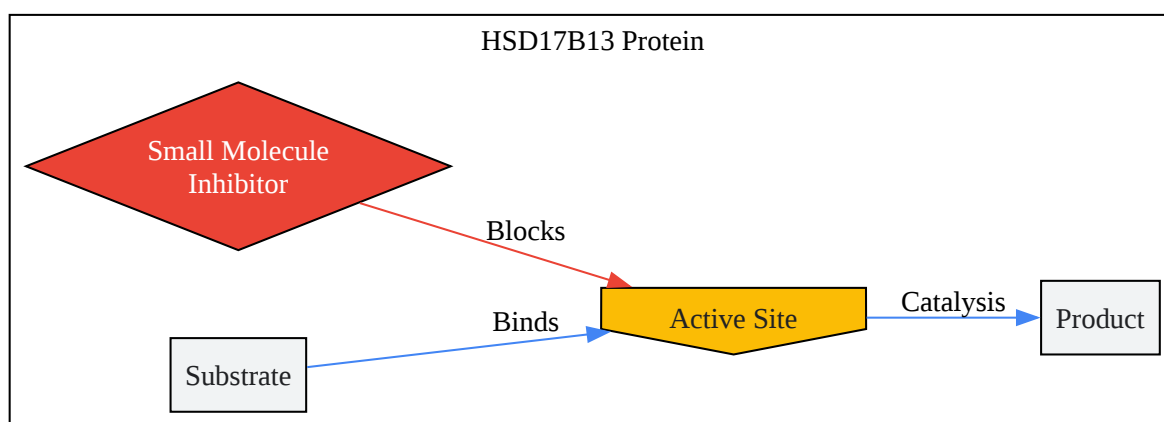 HSD17B13 Protein
Small Molecule
Inhibitor
Blocks
Binds
Substrate
Active Site
Catalysis
Product